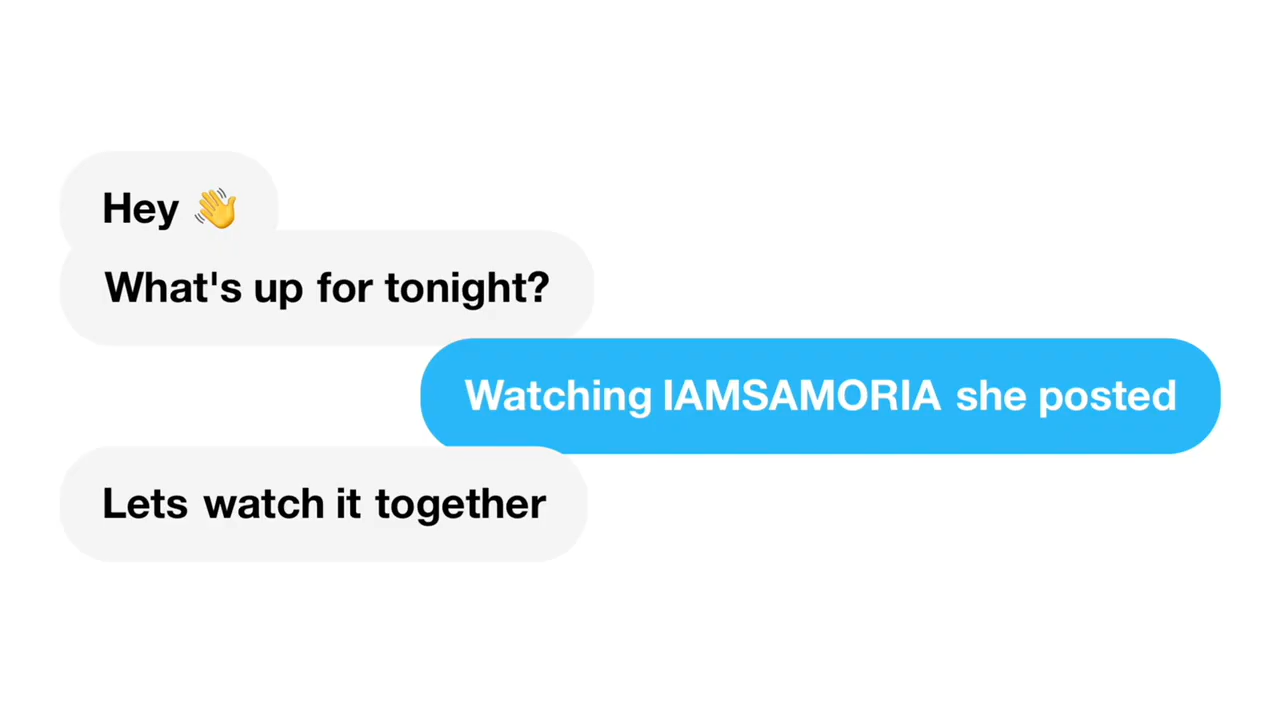 Hey 👋
What's up for tonight?
Watching IAMSAMORIA she posted
Lets watch it together